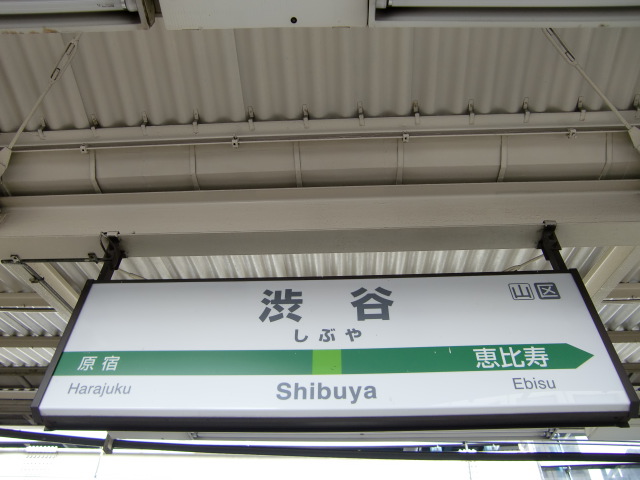 渋谷
山区
しぶや
原宿
恵比寿
Harajuku
Shibuya
Ebisu